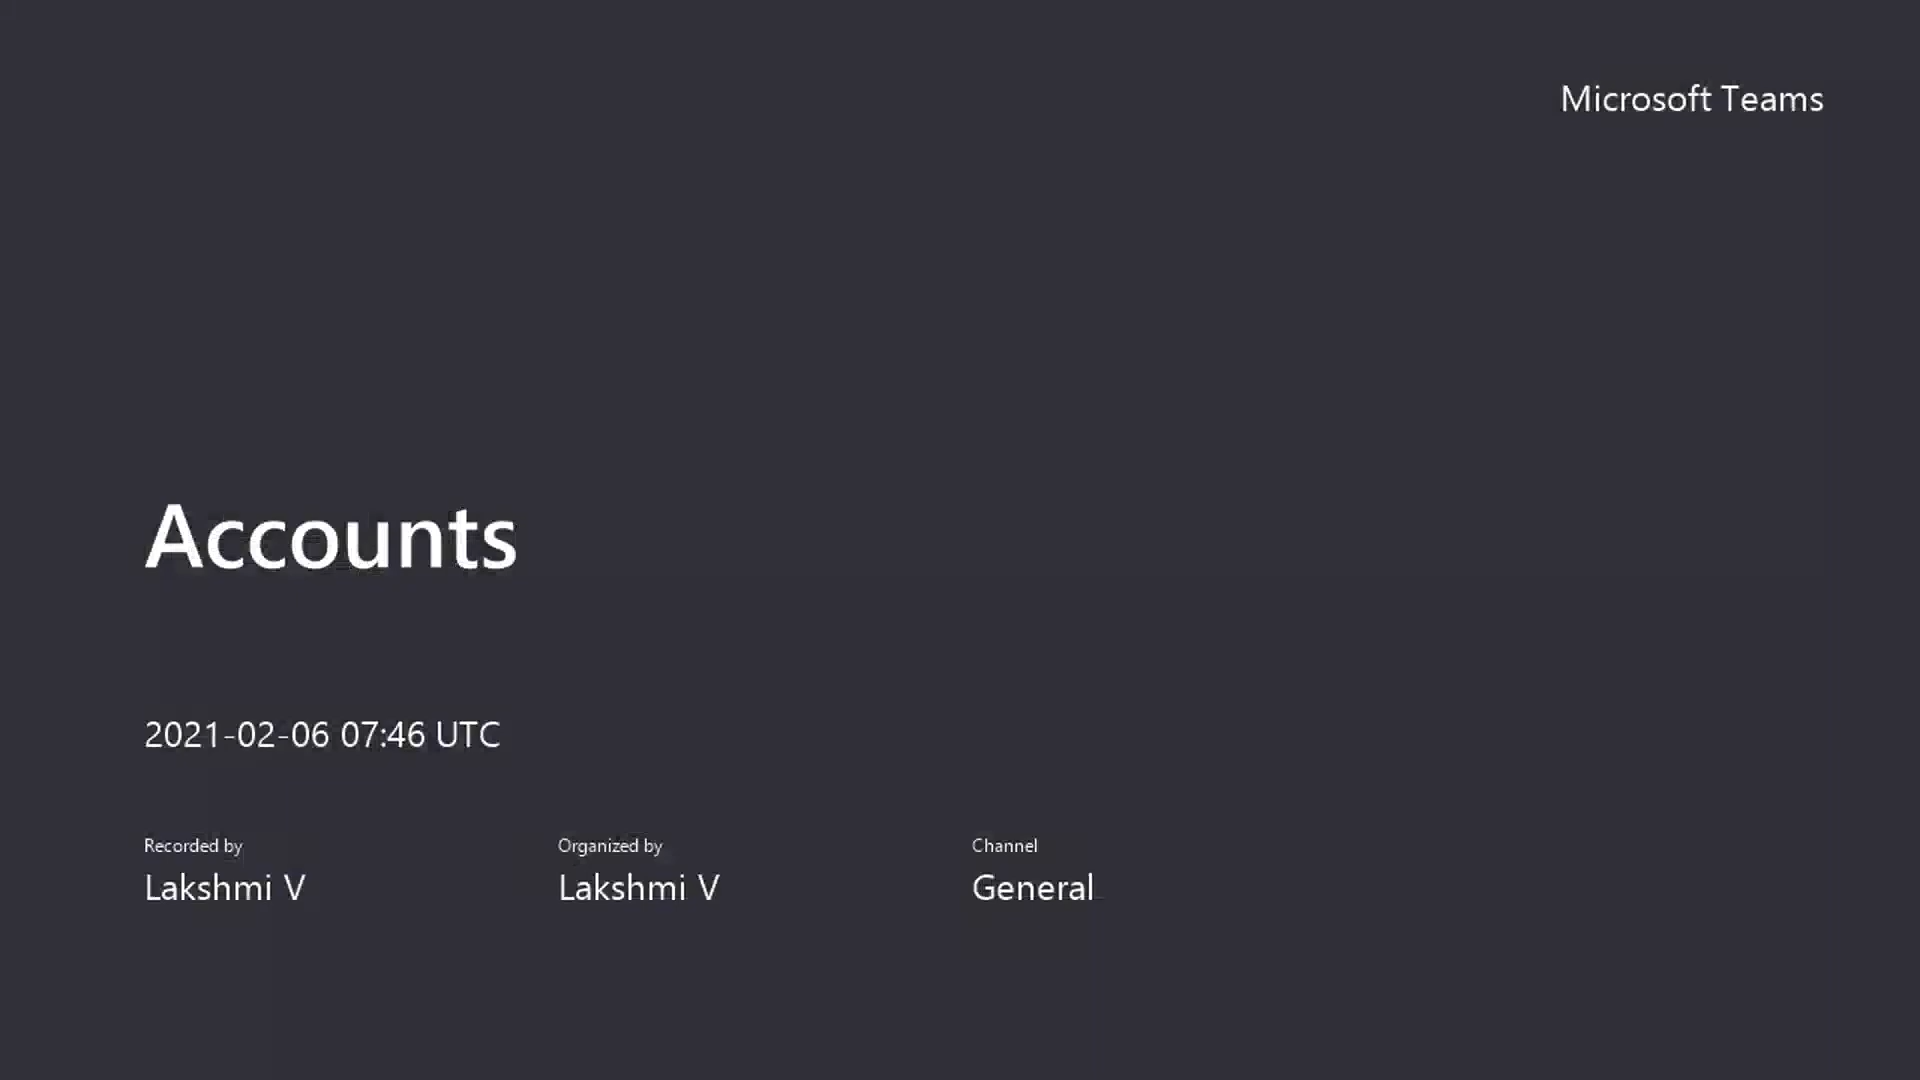 Microsoft Teams
Accounts
2021-02-06 07:46 UTC
Recorded by
Lakshmi V
Organized by
Lakshmi V
Channel
General